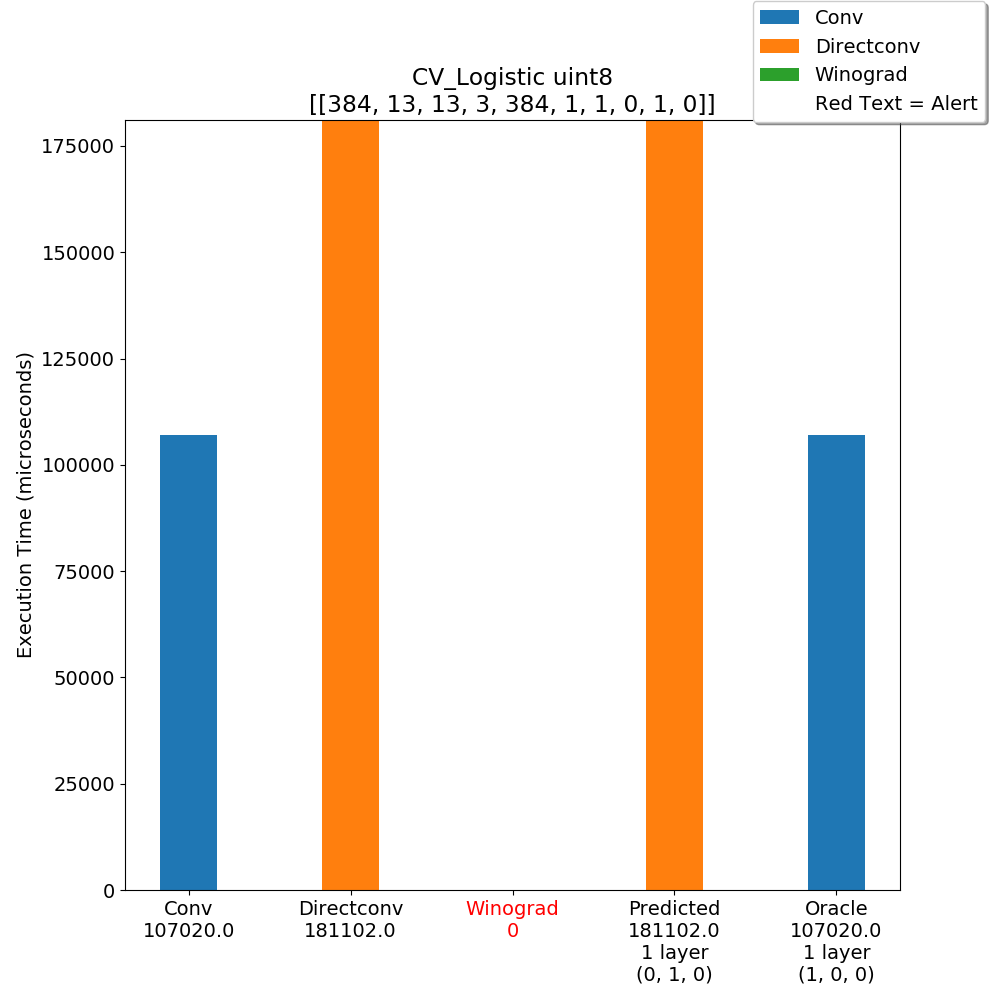 Conv
Directconv
Winograd
Red Text = Alert
CV_Logistic uint8
[[384, 13, 13, 3, 384, 1, 1, 0, 1, 0]]
Execution Time (microseconds)
175000
150000
125000
100000
75000
50000
25000
0
Conv
107020.0
Directconv
181102.0
Winograd
0
Predicted
181102.0
1 layer
(0, 1, 0)
Oracle
107020.0
1 layer
(1, 0, 0)